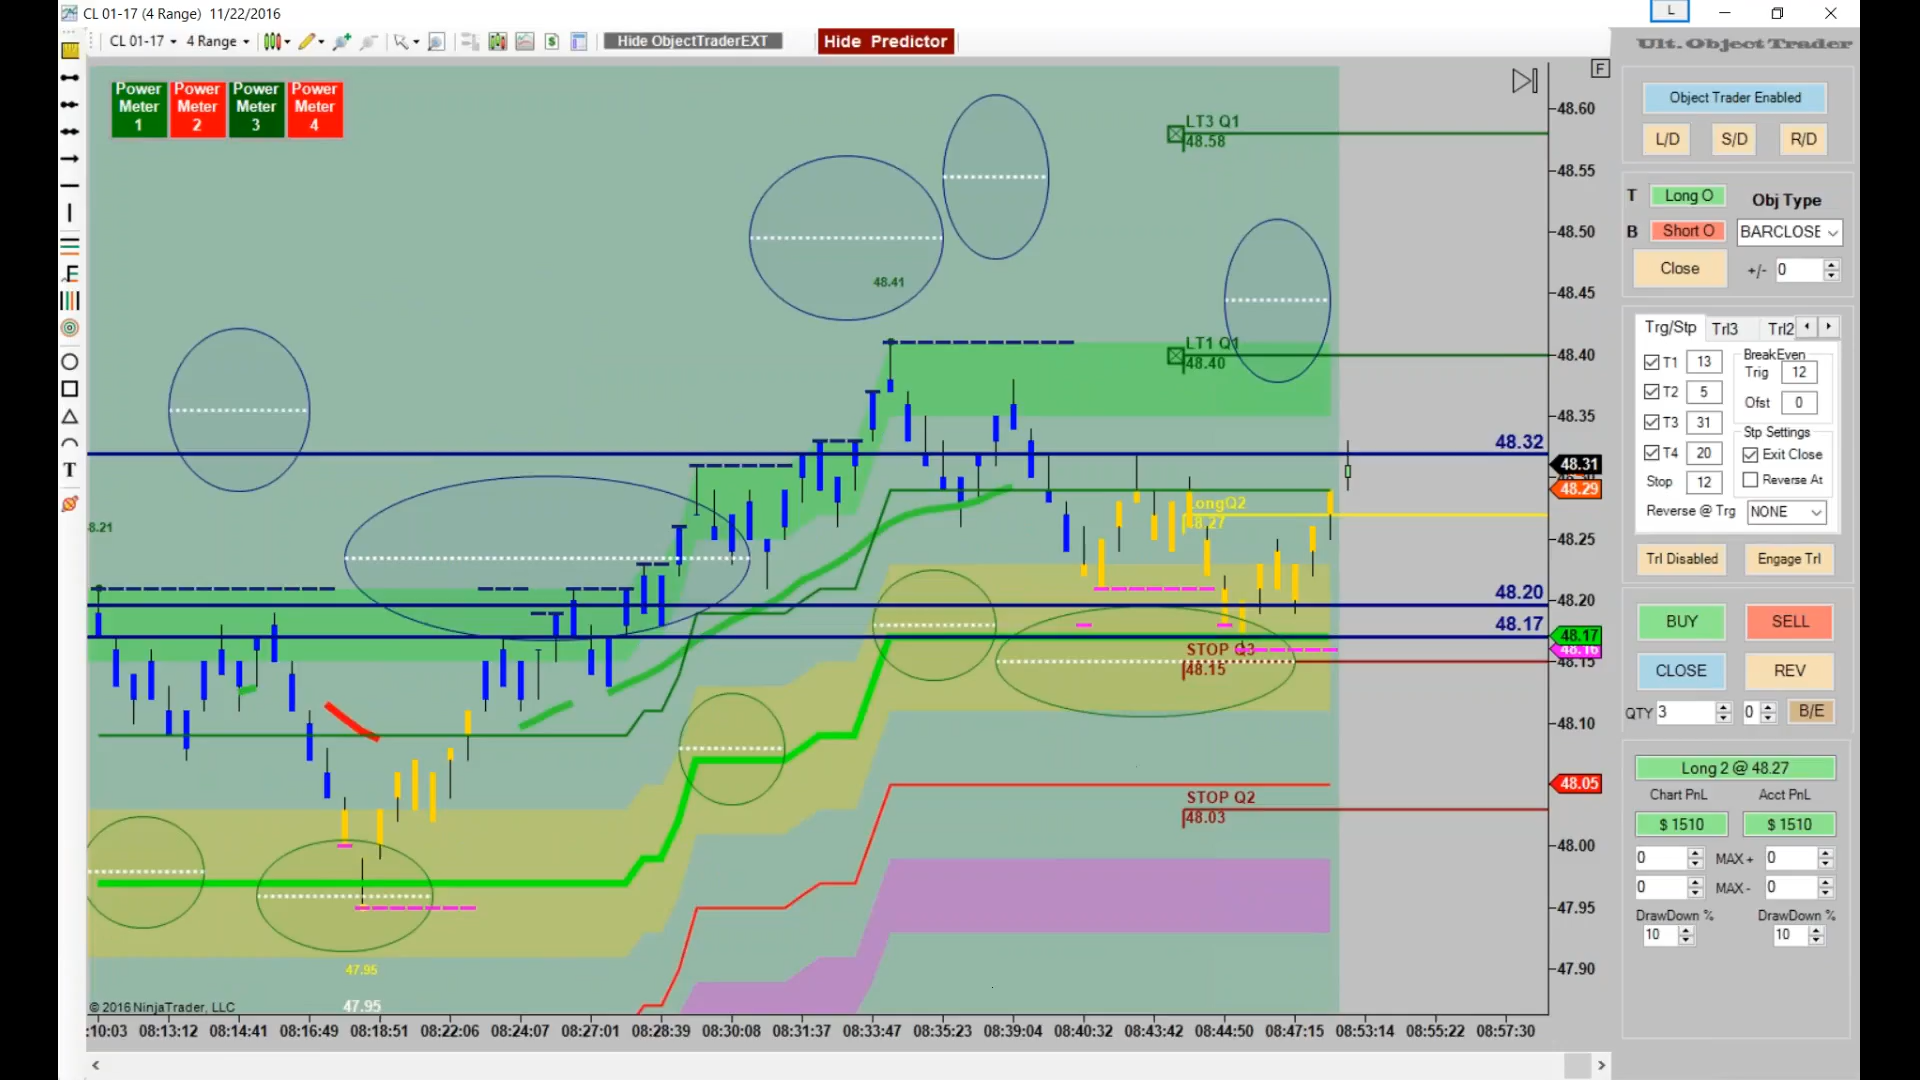 CL 01-17 (4 Range) 11/22/2016
L
CL 01-17 4 Range Hide ObjectTraderEXT Hide Predictor
Ult. Object Trader
F
Power Meter 1
Power Meter 2
Power Meter 3
Power Meter 4
LT3 Q1
48.58
48.41
LT1 Q1
48.40
48.32
LongQ2
48.27
48.20
48.17
STOP Q3
48.15
STOP Q2
48.03
8.21
47.95
47.95
© 2016 NinjaTrader, LLC
48.60
48.55
48.50
48.45
48.40
48.35
48.31
48.29
48.25
48.20
48.17
48.16
48.15
48.10
48.05
48.00
47.95
47.90
:10:03 08:13:12 08:14:41 08:16:49 08:18:51 08:22:06 08:24:07 08:27:01 08:28:39 08:30:08 08:31:37 08:33:47 08:35:23 08:39:04 08:40:32 08:43:42 08:44:50 08:47:15 08:53:14 08:55:22 08:57:30
Object Trader Enabled
L/D S/D R/D
T Long O Obj Type
B Short O BARCLOSE
Close +/- 0
Trg/Stp Trl3 Trl2
T1 13 BreakEven
Trig 12
T2 5
Ofst 0
T3 31
Stp Settings
T4 20 Exit Close
Stop 12 Reverse At
Reverse @ Trg NONE
Trl Disabled Engage Trl
BUY SELL
CLOSE REV
QTY 3 0 B/E
Long 2 @ 48.27
Chart PnL Acct PnL
$ 1510 $ 1510
0 MAX + 0
0 MAX - 0
DrawDown % DrawDown %
10 10